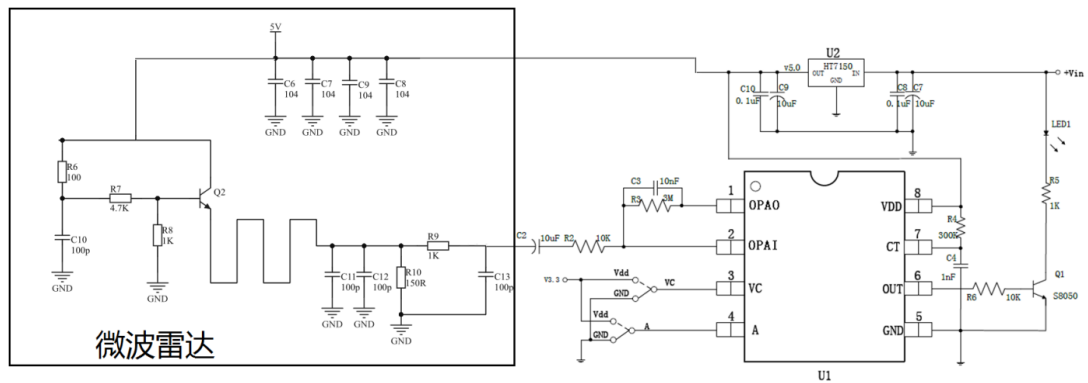 5V
C6
104
C7
104
C9
104
C8
104
GND
GND
GND
GND
R6
100
R7
4.7K
Q2
C10
100p
R8
1K
GND
GND
C11
100p
C12
100p
R10
150R
R9
1K
C13
100p
GND
GND
GND
微波雷达
U2
HT7150
v5.0
OUT
IN
GND
+Vin
C10
0.1uF
C9
10uF
C8
0.1uF
C7
10uF
LED1
R5
1K
C3
10nF
R3
3M
C2
10uF
R2
10K
1
OPAO
2
OPAI
3
VC
4
A
8
VDD
7
CT
6
OUT
5
GND
U1
V3.3
Vdd
GND
VC
Vdd
GND
A
R4
300K
C4
1nF
R6
10K
Q1
S8050